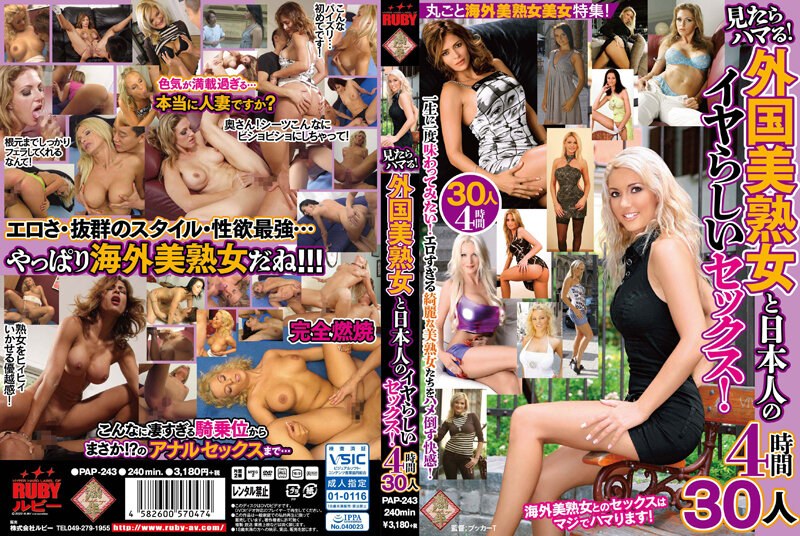 RUBY
こんなパイズリ…初めてです!
色気が満載過ぎる…
本当に人妻ですか?
奥さん!シーツこんなに
ビショビショにしちゃって!
根元までしっかり
フェラしてくれる
なんて!
エロさ・抜群のスタイル・性欲最強…
やっぱり海外美熟女だね!!!
熟女をヒイヒイ
いかせる優越感!
完全燃焼
こんなに凄すぎる騎乗位から
まさか!?のアナルセックスまで…
●PAP-243●240min.●3,180円+税
RUBY
ルビー
株式会社ルビー TEL049-279-1955 http://www.ruby-av.com/
4 582600 570474
レンタル禁止
審査済
VSIC
成人指定
01-0116
IPPA
No.040023
RUBY
見たらハマる!
外国美熟女と日本人のイヤらしいセックス!
4時間
30人
PAP-243
240min
¥3,180+税
丸ごと海外美熟女美女特集!
見たらハマる!
外国美熟女と日本人の
イヤらしいセックス!
一生に一度味わってみたい!エロすぎる綺麗な美熟女たちをハメ倒す快感!
30人
4時間
4時間
30人
海外美熟女とのセックスは
マジでハマります!
監督:ブッカーT